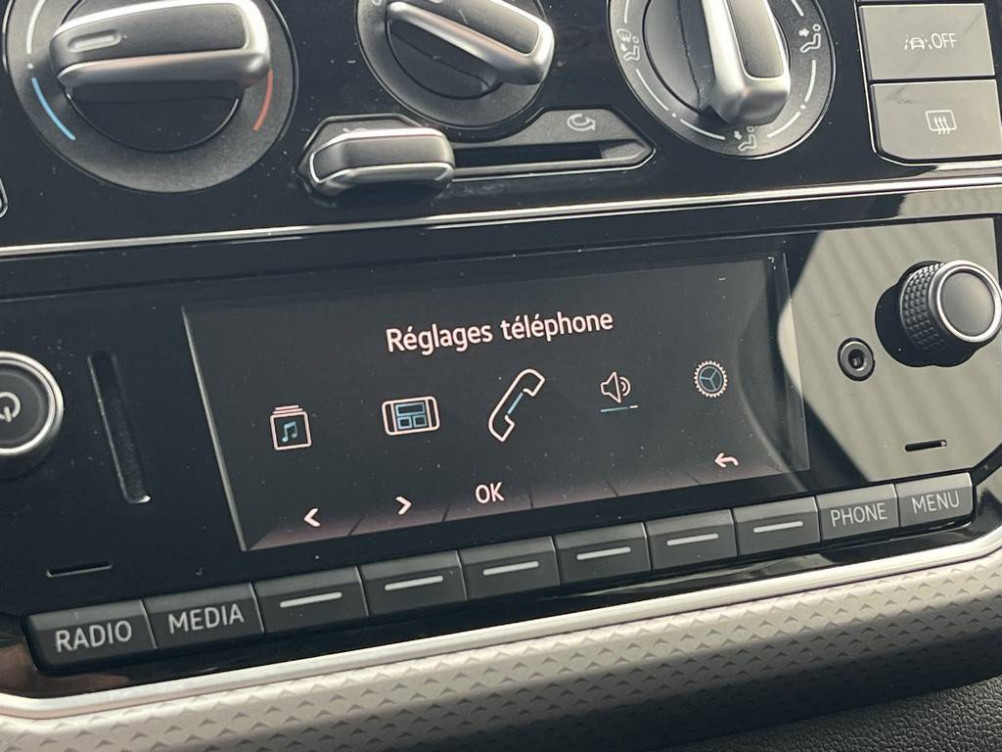 OFF
Réglages téléphone
OK
RADIO
MEDIA
PHONE
MENU